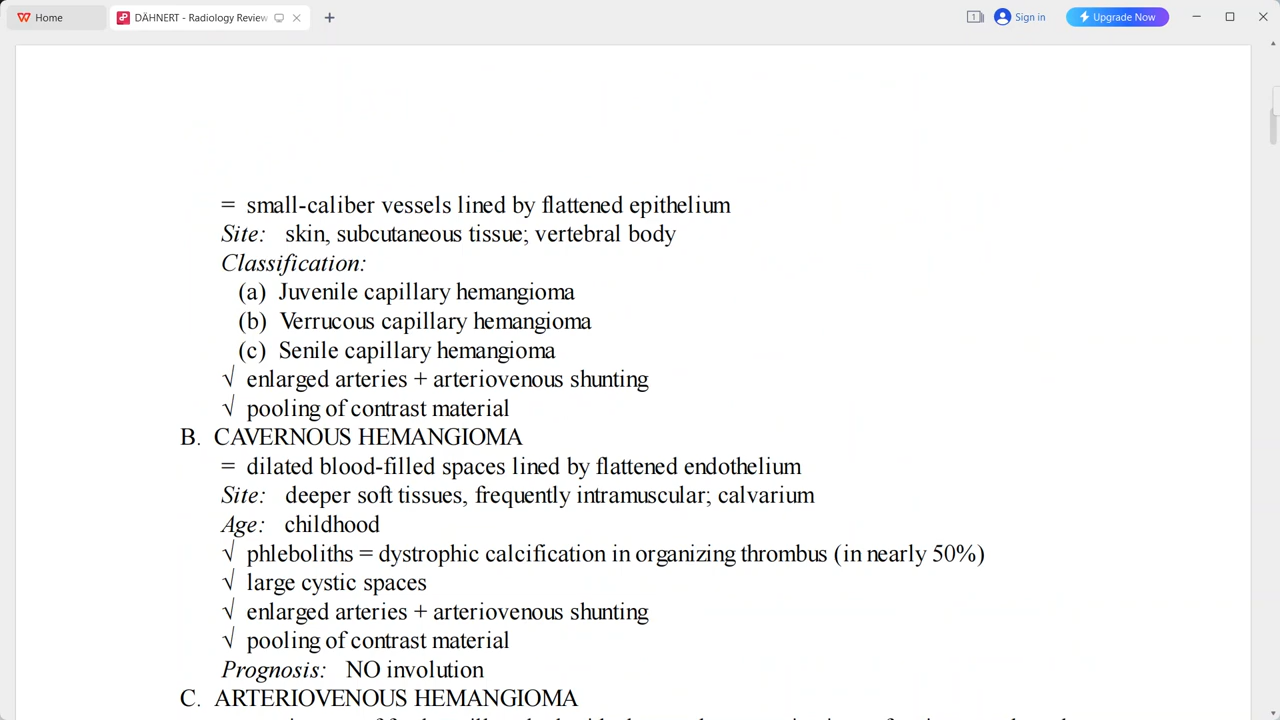 Home
DÄHNERT - Radiology Review
1
Sign in
Upgrade Now
= small-caliber vessels lined by flattened epithelium
Site: skin, subcutaneous tissue; vertebral body
Classification:
(a) Juvenile capillary hemangioma
(b) Verrucous capillary hemangioma
(c) Senile capillary hemangioma
√ enlarged arteries + arteriovenous shunting
√ pooling of contrast material
B. CAVERNOUS HEMANGIOMA
= dilated blood-filled spaces lined by flattened endothelium
Site: deeper soft tissues, frequently intramuscular; calvarium
Age: childhood
√ phleboliths = dystrophic calcification in organizing thrombus (in nearly 50%)
√ large cystic spaces
√ enlarged arteries + arteriovenous shunting
√ pooling of contrast material
Prognosis: NO involution
C. ARTERIOVENOUS HEMANGIOMA